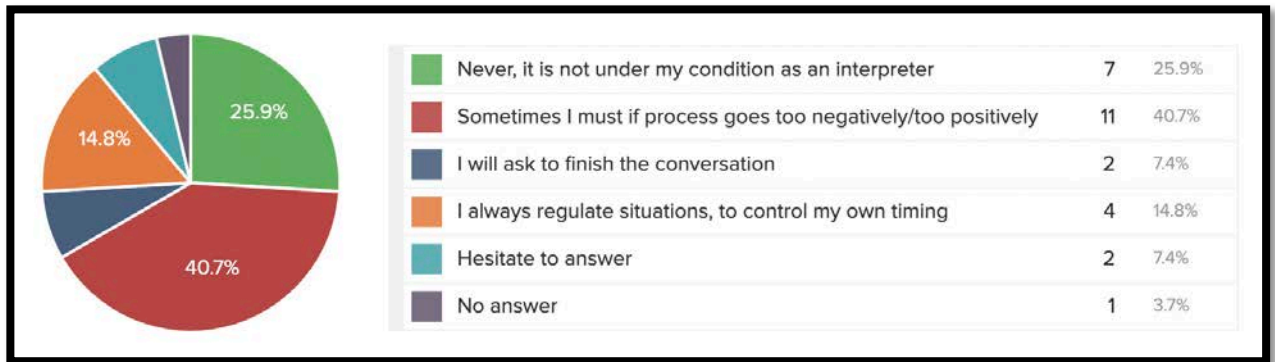 25.9%
14.8%
40.7%
Never, it is not under my condition as an interpreter 7 25.9%
Sometimes I must if process goes too negatively/too positively 11 40.7%
I will ask to finish the conversation 2 7.4%
I always regulate situations, to control my own timing 4 14.8%
Hesitate to answer 2 7.4%
No answer 1 3.7%